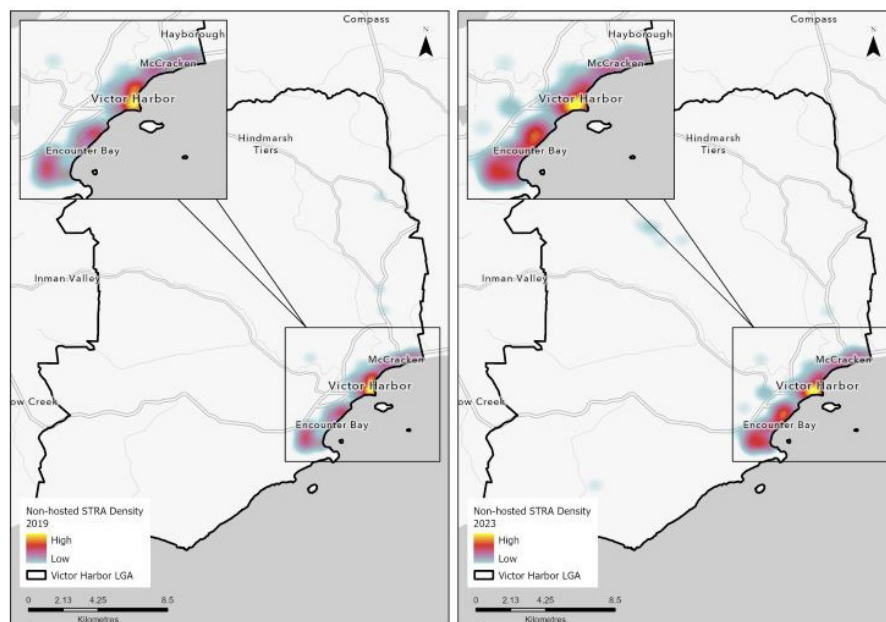 Compass
N
Hayborough
McCracken
Victor Harbor
Encounter Bay
Hindmarsh
Tiers
Inman Valley
McCracken
Victor Harbor
Encounter Bay
ow Creek
Non-hosted STRA Density
2019
High
Low
Victor Harbor LGA
0 2.13 4.25 8.5
Kilometres
Compass
N
Hayborough
McCracken
Victor Harbor
Encounter Bay
Hindmarsh
Tiers
Inman Valley
McCracken
Victor Harbor
Encounter Bay
ow Creek
Non-hosted STRA Density
2023
High
Low
Victor Harbor LGA
0 2.13 4.25 8.5
Kilometres